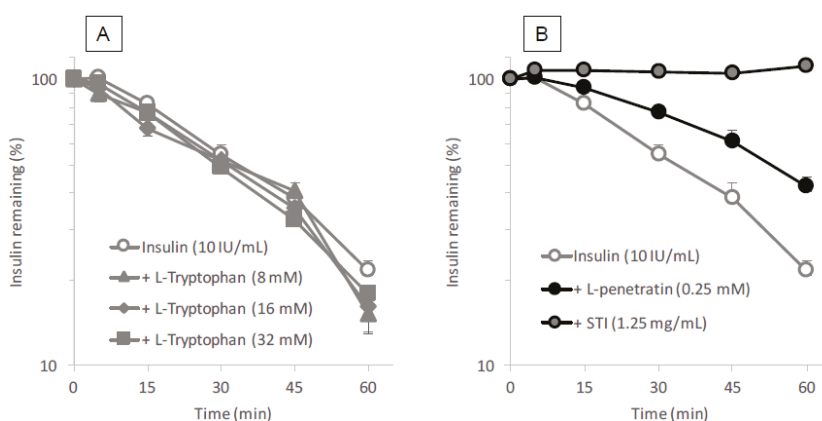 A
Insulin remaining (%)
100
10
Insulin (10 IU/mL)
+ L-Tryptophan (8 mM)
+ L-Tryptophan (16 mM)
+ L-Tryptophan (32 mM)
0 15 30 45 60
Time (min)
B
Insulin remaining (%)
100
10
Insulin (10 IU/mL)
+ L-penetratin (0.25 mM)
+ STI (1.25 mg/mL)
0 15 30 45 60
Time (min)